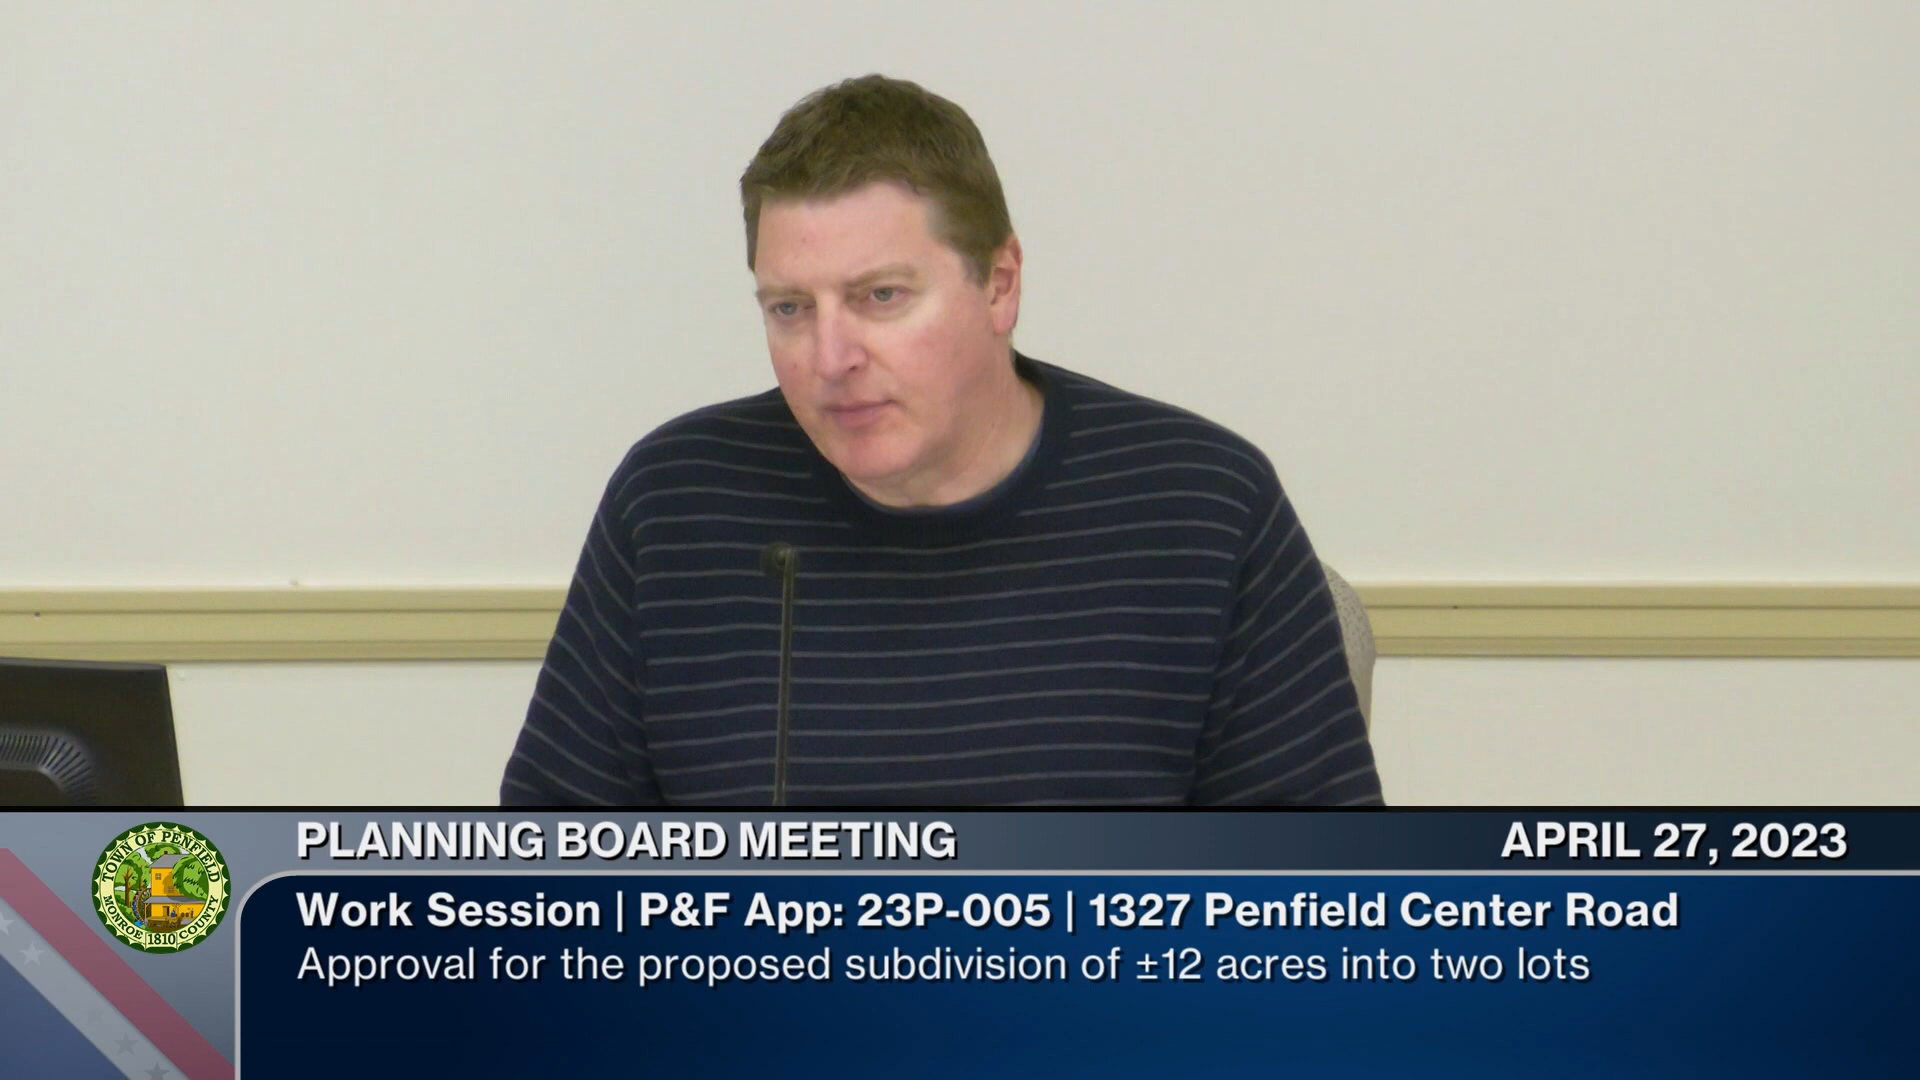 PLANNING BOARD MEETING
APRIL 27, 2023
TOWN OF PENFIELD
MONROE 1810 COUNTY
Work Session | P&F App: 23P-005 | 1327 Penfield Center Road
Approval for the proposed subdivision of ±12 acres into two lots